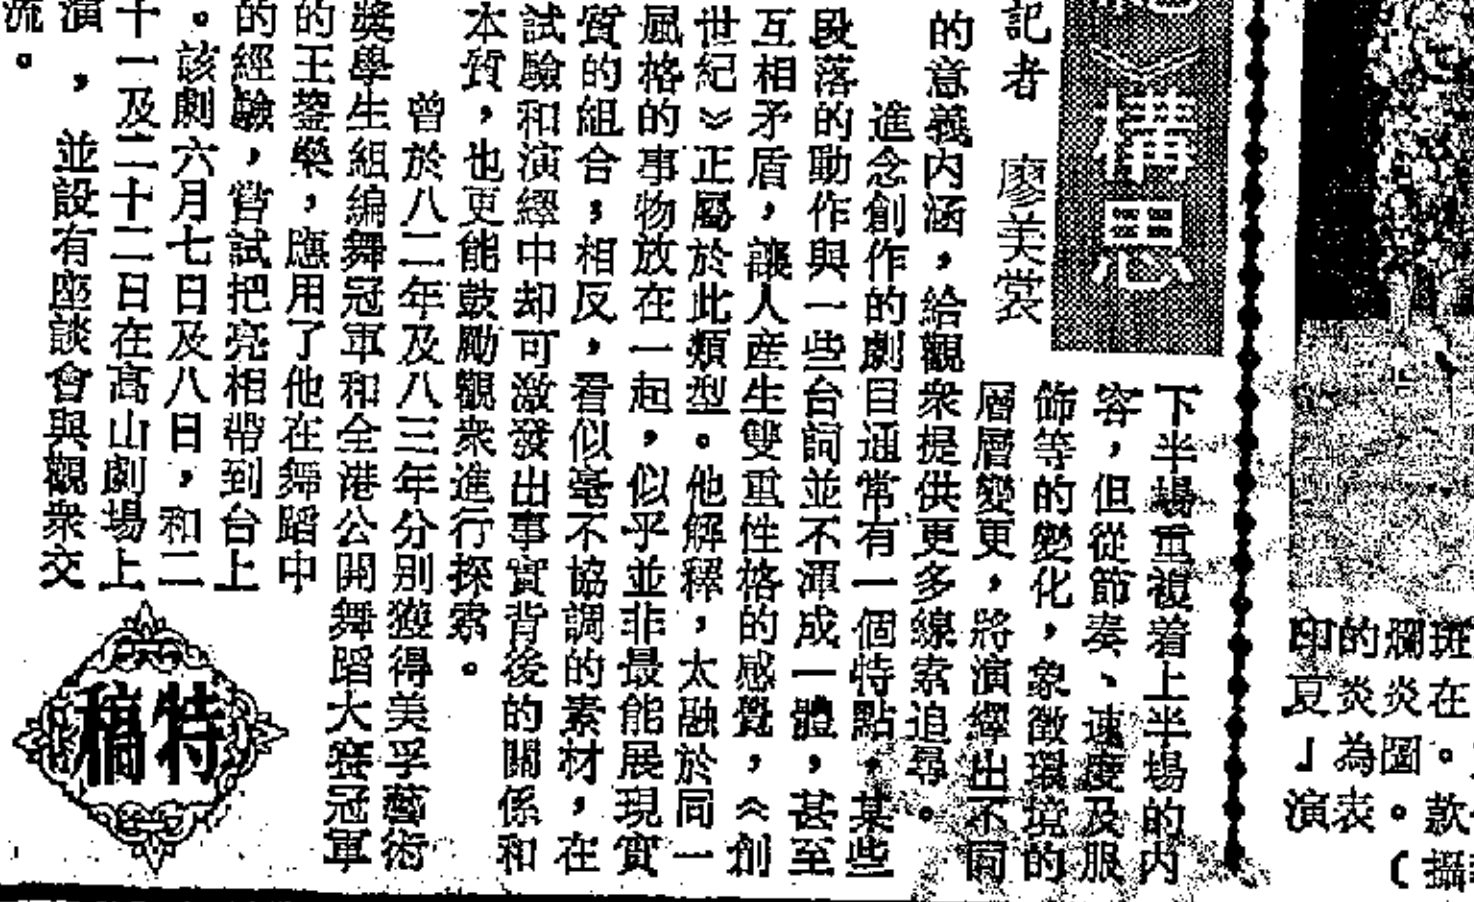 》構思
記者　廖美裳
下半場重複着上半場的內
容，但從節奏、速度及服
飾等的變化，象徵環境的
層層變更，將演繹出不同
的意義內涵，給觀衆提供更多線索追尋。
進念創作的劇目通常有一個特點，某些
段落的動作與一些台詞並不渾成一體，甚至
互相矛盾，讓人產生雙重性格的感覺，《創
世紀》正屬於此類型。他解釋，太融於同一
風格的事物放在一起，似乎並非最能展現實
質的組合；相反，看似毫不協調的素材，在
試驗和演繹中却可激發出事實背後的關係和
本質，也更能鼓勵觀衆進行探索。
曾於八二年及八三年分別獲得美孚藝術
獎學生組編舞冠軍和全港公開舞蹈大賽冠軍
的王鋆樂，應用了他在舞蹈中
的經驗，嘗試把亮相帶到台上
。該劇六月七日及八日，和二
十一及二十二日在高山劇場上
演，並設有座談會與觀衆交
流。
特稿
斑斕的印
在炎炎夏
。圖為」
款。表演
攝（